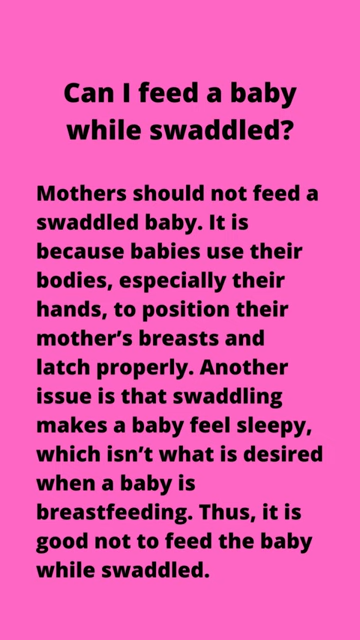 Can I feed a baby
while swaddled?
Mothers should not feed a
swaddled baby. It is
because babies use their
bodies, especially their
hands, to position their
mother’s breasts and
latch properly. Another
issue is that swaddling
makes a baby feel sleepy,
which isn’t what is desired
when a baby is
breastfeeding. Thus, it is
good not to feed the baby
while swaddled.